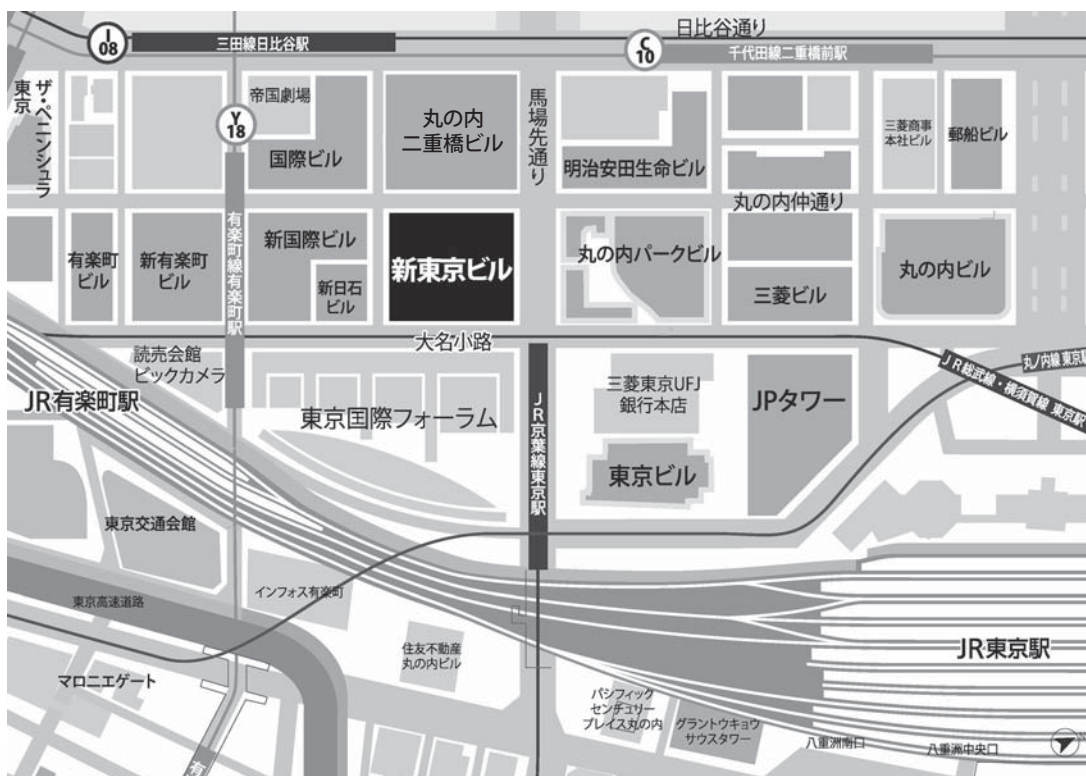 日比谷通り
I
08
三田線日比谷駅
C
10
千代田線二重橋前駅
ザ・ペニンシュラ
東京
Y
18
帝国劇場
国際ビル
丸の内
二重橋ビル
馬場先通り
明治安田生命ビル
三菱商事
本社ビル
郵船ビル
丸の内仲通り
有楽町
ビル
新有楽町
ビル
有楽町線有楽町駅
新国際ビル
新日石
ビル
新東京ビル
丸の内パークビル
三菱ビル
丸の内ビル
大名小路
読売会館
ビックカメラ
JR有楽町駅
東京国際フォーラム
JR京葉線東京駅
三菱東京UFJ
銀行本店
東京ビル
JPタワー
JR総武線・横須賀線 東京駅
丸ノ内線 東京
東京交通会館
東京高速道路
インフォス有楽町
住友不動産
丸の内ビル
マロニエゲート
JR東京駅
パシフィック
センチュリー
プレイス丸の内
グラントウキョウ
サウスタワー
八重洲南口
八重洲中央口
有